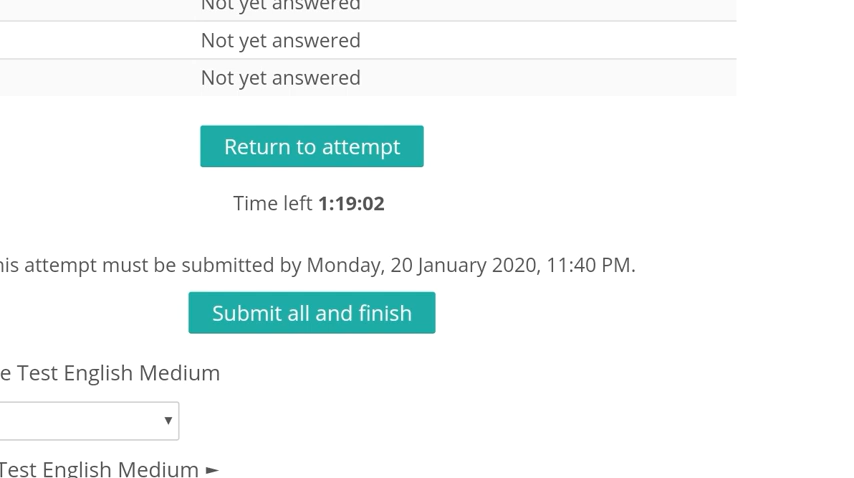 Not yet answered
Not yet answered
Not yet answered
Return to attempt
Time left 1:19:02
attempt must be submitted by Monday, 20 January 2020, 11:40 PM.
Submit all and finish
Test English Medium
▼
Test English Medium ►